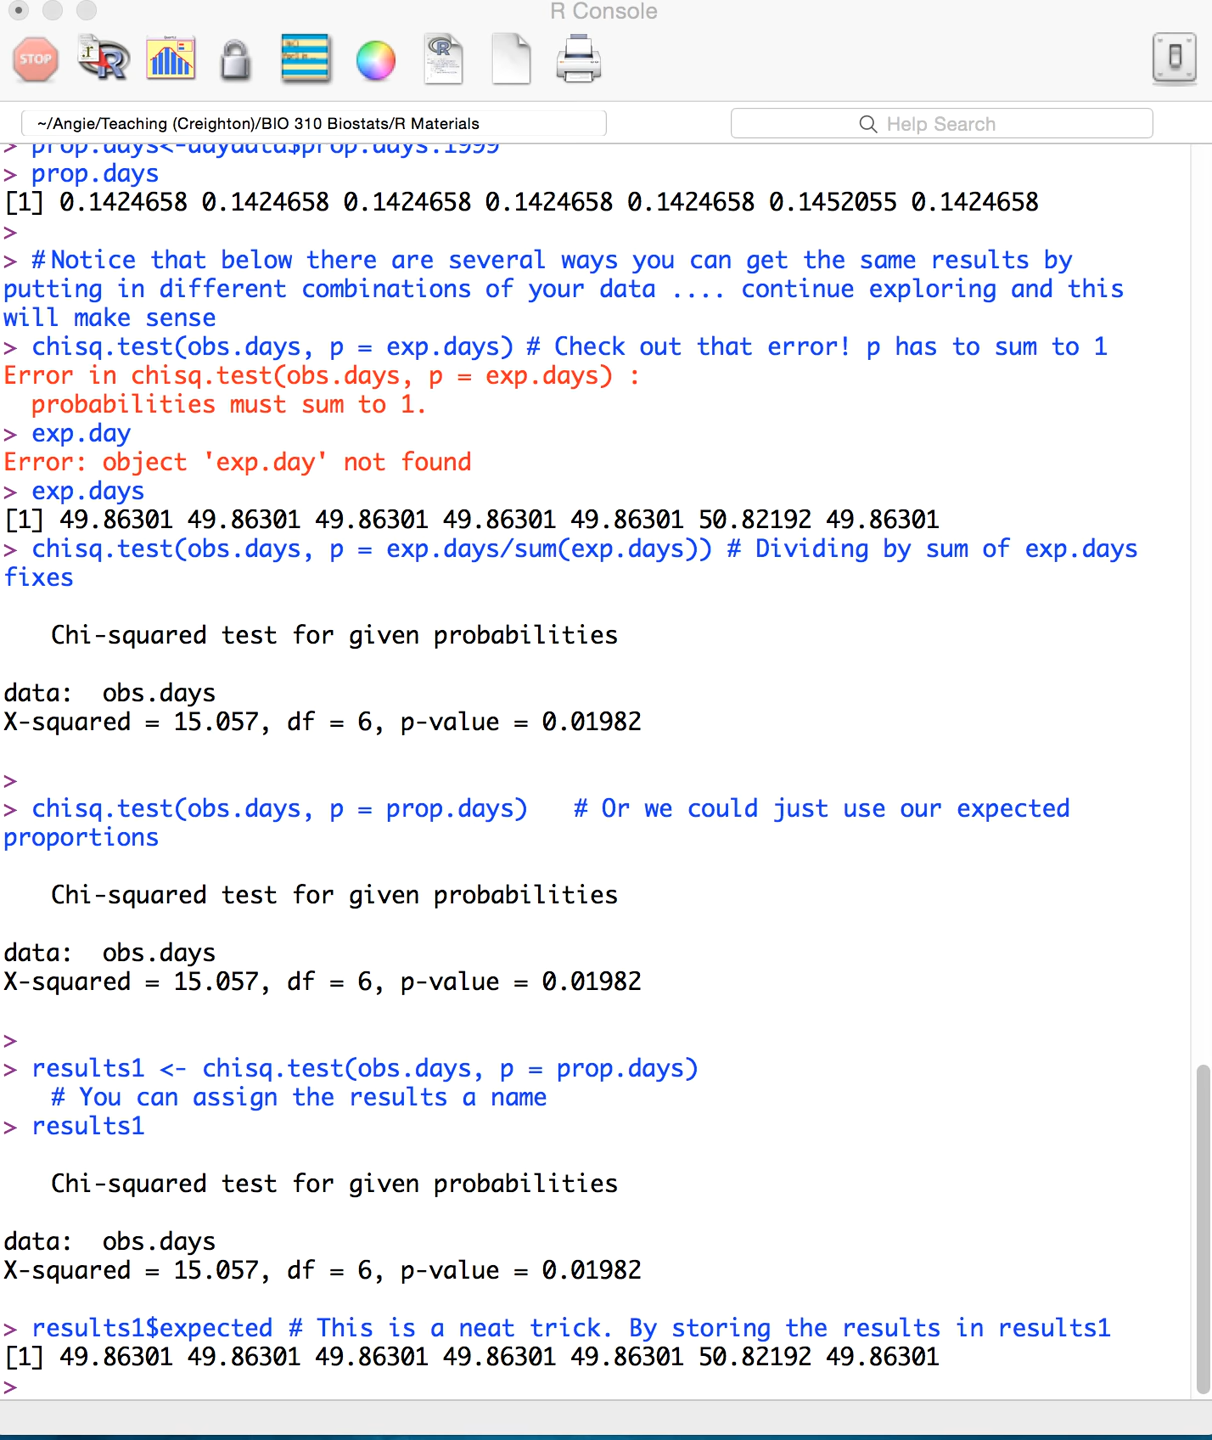 R Console
STOP
~/Angie/Teaching (Creighton)/BIO 310 Biostats/R Materials
Help Search
> prop.days<-daydata$prop.days.1999
> prop.days
[1] 0.1424658 0.1424658 0.1424658 0.1424658 0.1424658 0.1452055 0.1424658
>
> #Notice that below there are several ways you can get the same results by
putting in different combinations of your data .... continue exploring and this
will make sense
> chisq.test(obs.days, p = exp.days) # Check out that error! p has to sum to 1
Error in chisq.test(obs.days, p = exp.days) :
  probabilities must sum to 1.
> exp.day
Error: object 'exp.day' not found
> exp.days
[1] 49.86301 49.86301 49.86301 49.86301 49.86301 50.82192 49.86301
> chisq.test(obs.days, p = exp.days/sum(exp.days)) # Dividing by sum of exp.days
fixes
Chi-squared test for given probabilities
data:  obs.days
X-squared = 15.057, df = 6, p-value = 0.01982
>
> chisq.test(obs.days, p = prop.days)   # Or we could just use our expected
proportions
Chi-squared test for given probabilities
data:  obs.days
X-squared = 15.057, df = 6, p-value = 0.01982
>
> results1 <- chisq.test(obs.days, p = prop.days)
# You can assign the results a name
> results1
Chi-squared test for given probabilities
data:  obs.days
X-squared = 15.057, df = 6, p-value = 0.01982
> results1$expected # This is a neat trick. By storing the results in results1
[1] 49.86301 49.86301 49.86301 49.86301 49.86301 50.82192 49.86301
>